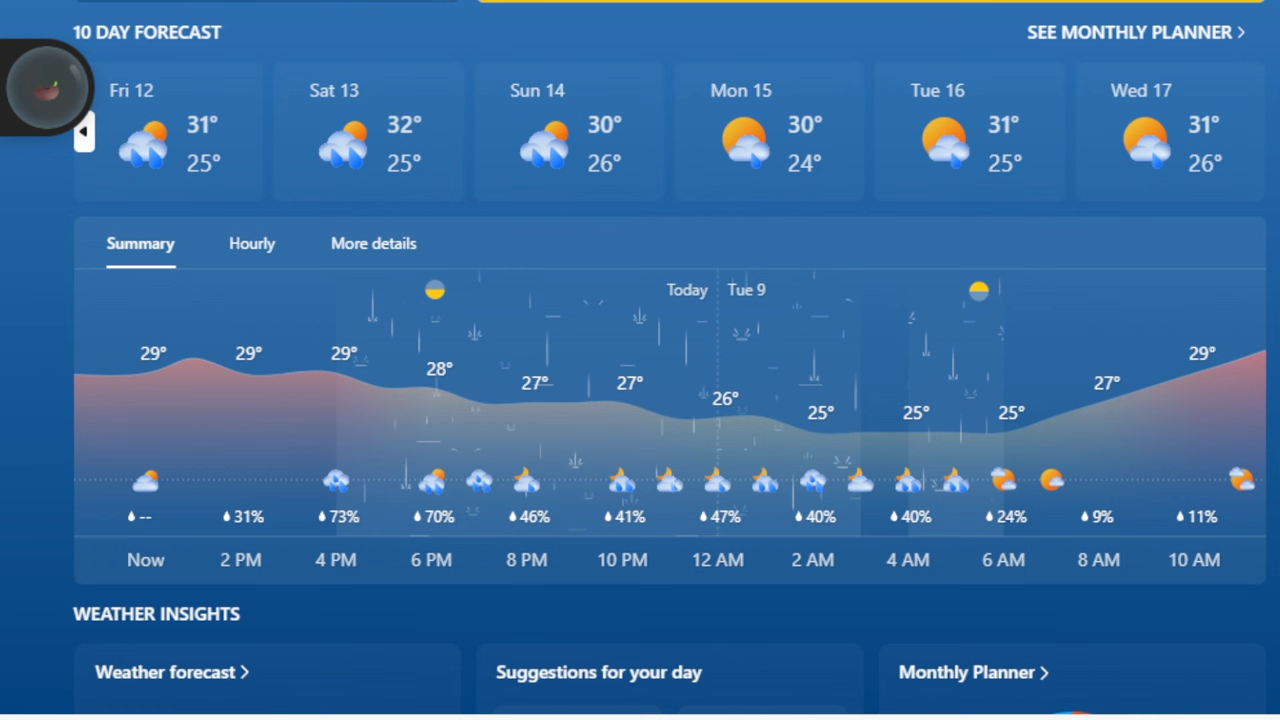 10 DAY FORECAST
SEE MONTHLY PLANNER >
Fri 12 Sat 13 Sun 14 Mon 15 Tue 16 Wed 17
31° 32° 30° 30° 31° 31°
25° 25° 26° 24° 25° 26°
Summary Hourly More details
Today Tue 9
29° 29° 29° 28° 27° 27° 26° 25° 25° 25° 27° 29°
-- 31% 73% 70% 46% 41% 47% 40% 40% 24% 9% 11%
Now 2 PM 4 PM 6 PM 8 PM 10 PM 12 AM 2 AM 4 AM 6 AM 8 AM 10 AM
WEATHER INSIGHTS
Weather forecast > Suggestions for your day Monthly Planner >